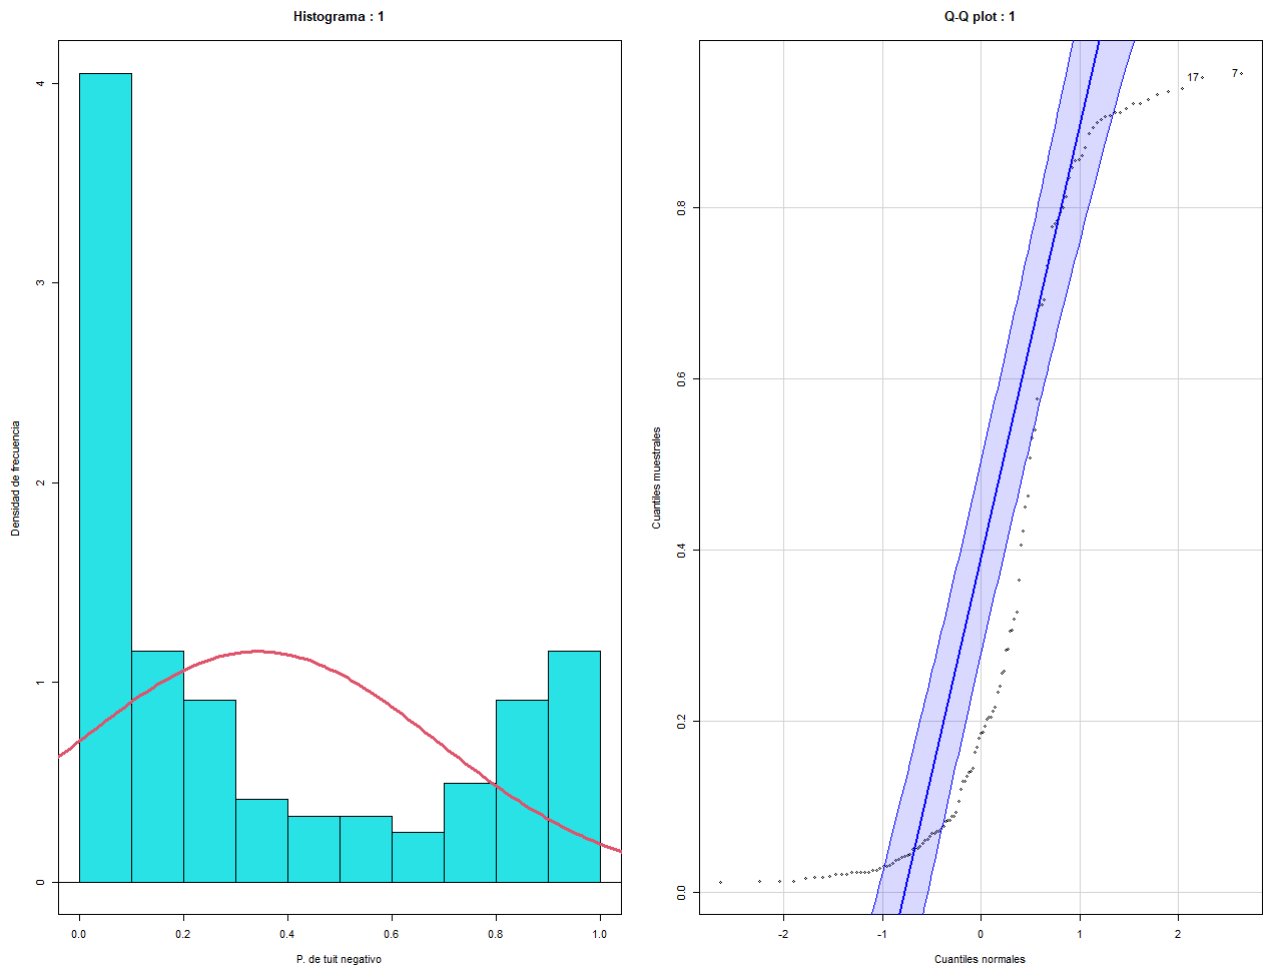 Histograma : 1
Densidad de frecuencia
4
3
2
1
0
0.0 0.2 0.4 0.6 0.8 1.0
P. de tuit negativo
Q-Q plot : 1
Cuantiles muestrales
0.8
0.6
0.4
0.2
0.0
17 7
-2 -1 0 1 2
Cuantiles normales